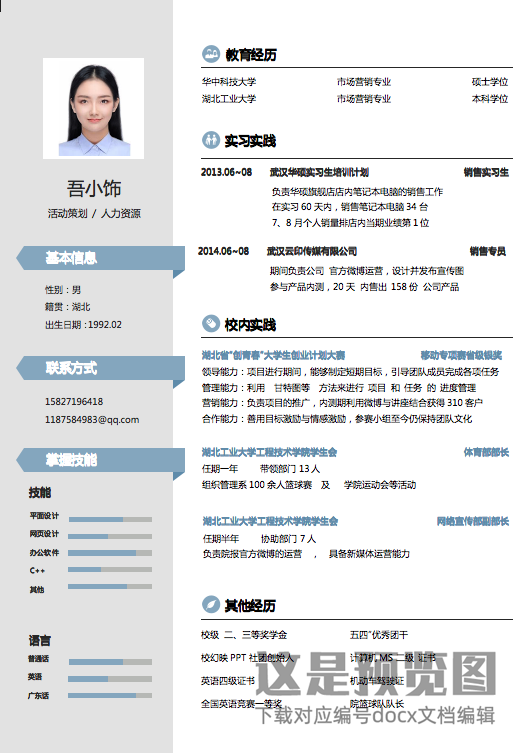 吾小饰
活动策划 / 人力资源
基本信息
性别：男
籍贯：湖北
出生日期：1992.02
联系方式
15827196418
1187584983@qq.com
掌握技能
技能
平面设计
网页设计
办公软件
C++
其他
语言
普通话
英语
广东话
教育经历
华中科技大学 市场营销专业 硕士学位
湖北工业大学 市场营销专业 本科学位
实习实践
2013.06~08 武汉华硕实习生培训计划 销售实习生
负责华硕旗舰店店内笔记本电脑的销售工作
在实习 60 天内，销售笔记本电脑 34 台
7、8 月个人销量排店内当期业绩第 1 位
2014.06~08 武汉云印传媒有限公司 销售专员
期间负责公司 官方微博运营，设计并发布宣传图
参与产品内测，20 天 内售出 158 份 公司产品
校内实践
湖北省“创青春”大学生创业计划大赛 移动专项赛省级银奖
领导能力：项目进行期间，能够制定短期目标，引导团队成员完成各项任务
管理能力：利用 甘特图等 方法来进行 项目 和 任务 的 进度管理
营销能力：负责项目的推广，内测期利用微博与讲座结合获得 310 客户
合作能力：善用目标激励与情感激励，参赛小组至今仍保持团队文化
湖北工业大学工程技术学院学生会 体育部部长
任期一年 带领部门 13 人
组织管理系 100 余人篮球赛 及 学院运动会等活动
湖北工业大学工程技术学院学生会 网络宣传部副部长
任期半年 协助部门 7 人
负责院报官方微博的运营 ， 具备新媒体运营能力
其他经历
校级 二、三等奖学金 五四“优秀团干
校幻映 PPT 社团创始人 计算机 MS 二级 证书
英语四级证书 机动车驾驶证
全国英语竞赛一等奖 院篮球队队长
这是预览图
下载对应编号docx文档编辑